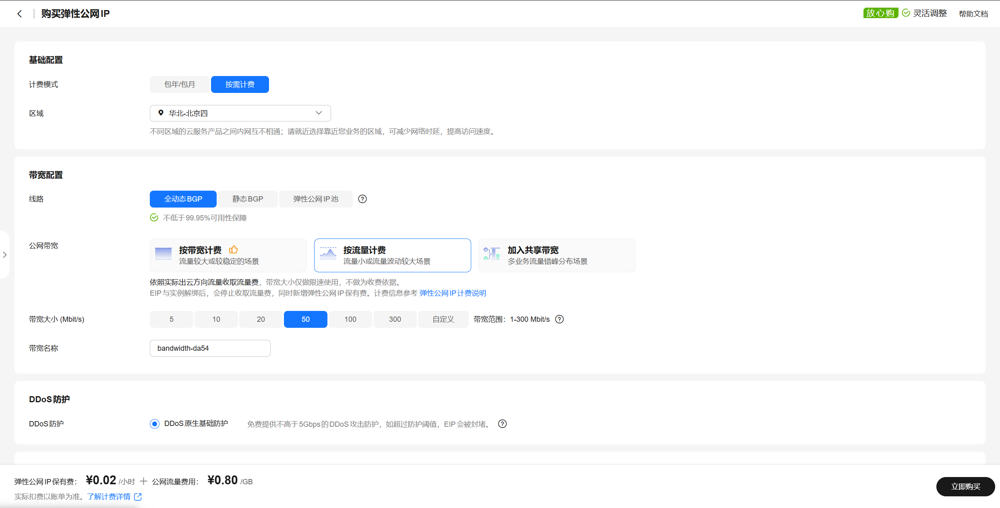 购买弹性公网IP
放心购 灵活调整 帮助文档
基础配置
计费模式 包年/包月 按需计费
区域 华北-北京四
不同区域的云服务产品之间内网互不相通；请就近选择靠近您业务的区域，可减少网络时延，提高访问速度。
带宽配置
线路 全动态BGP 静态BGP 弹性公网IP池
不低于99.95%可用性保障
公网带宽
按带宽计费
流量较大或较稳定的场景
按流量计费
流量小或流量波动较大场景
加入共享带宽
多业务流量错峰分布场景
依照实际出云方向流量收取流量费，带宽大小仅做限速使用，不做为收费依据。
EIP与实例解绑后，会停止收取流量费，同时新增弹性公网IP保有费。计费信息参考 弹性公网IP计费说明
带宽大小 (Mbit/s) 5 10 20 50 100 300 自定义 带宽范围：1-300 Mbit/s
带宽名称 bandwidth-da54
DDoS防护
DDoS防护 DDoS原生基础防护 免费提供不高于5Gbps的DDoS攻击防护，如超过防护阈值，EIP会被封堵。
弹性公网IP保有费： ¥0.02 /小时 + 公网流量费用： ¥0.80 /GB
实际扣费以账单为准。了解计费详情
立即购买